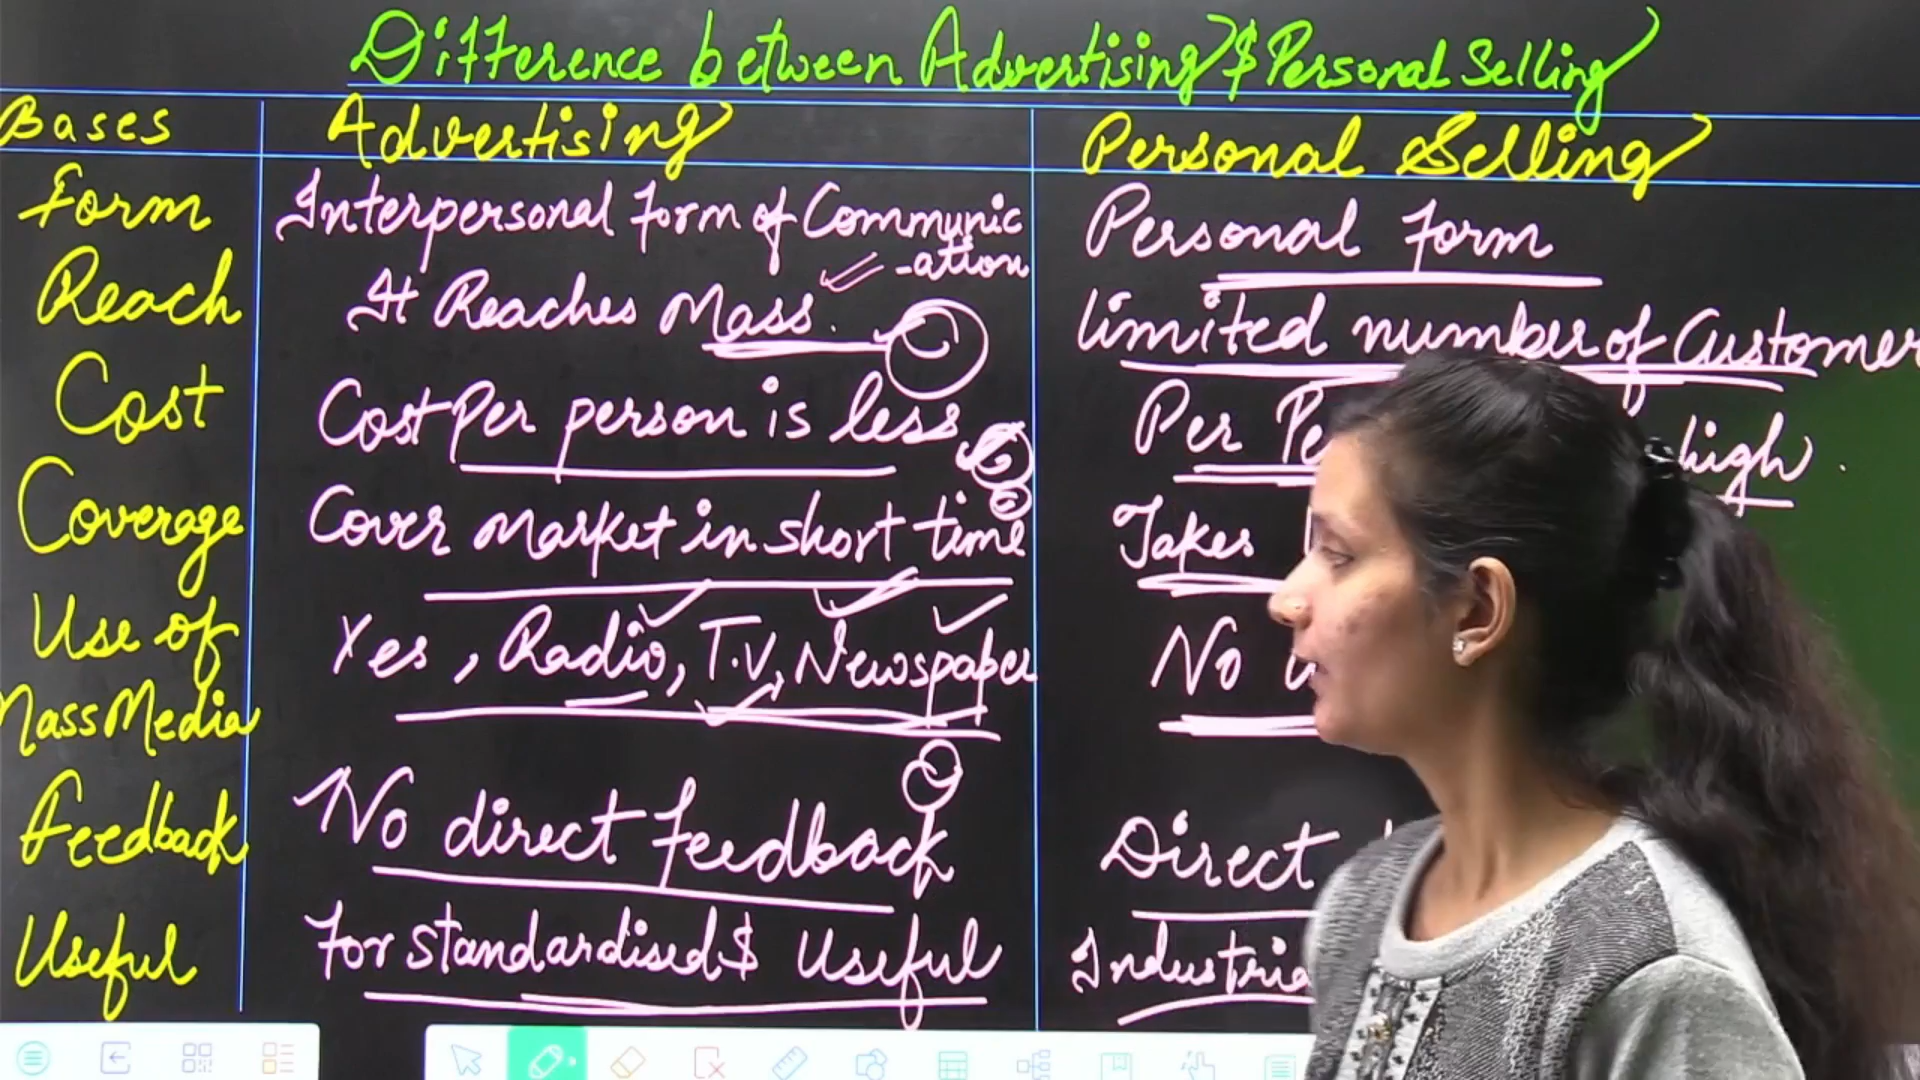 Difference between Advertising & Personal Selling
Bases Advertising Personal Selling
Form Interpersonal form of Communic
-ation Personal form
Reach It Reaches Mass. limited number of Customer
Cost Cost Per person is less Per high.
Coverage Cover market in short time Takes
Use of
Mass Media Yes, Radio, T.V, Newspaper No
Feedback No direct feedback Direct
Useful For standardised & Useful